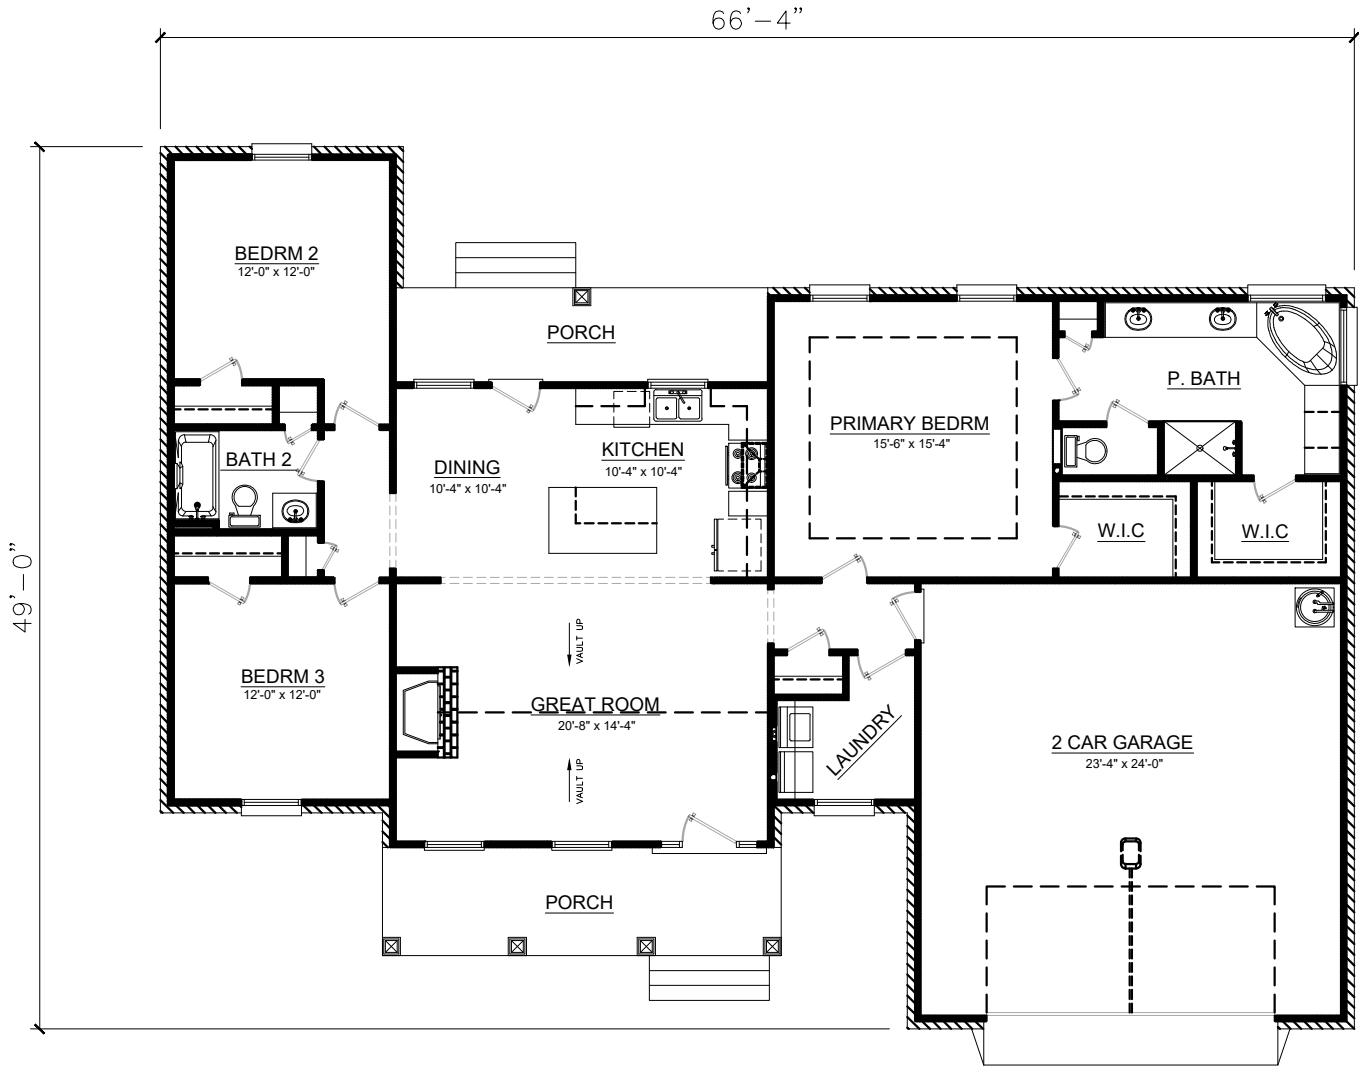 66'-4"
49'-0"
BEDRM 2
12'-0" x 12'-0"
PORCH
P. BATH
PRIMARY BEDRM
15'-6" x 15'-4"
KITCHEN
10'-4" x 10'-4"
DINING
10'-4" x 10'-4"
BATH 2
W.I.C
W.I.C
VAULT UP
BEDRM 3
12'-0" x 12'-0"
GREAT ROOM
20'-8" x 14'-4"
LAUNDRY
2 CAR GARAGE
23'-4" x 24'-0"
VAULT UP
PORCH